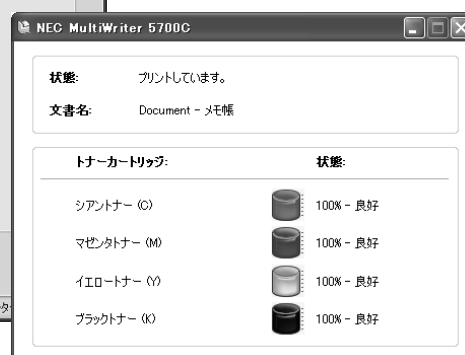 NEC MultiWriter 5700C
状態: プリントしています。
文書名: Document - メモ帳
トナーカートリッジ: 状態:
シアントナー (C) 100% - 良好
マゼンタトナー (M) 100% - 良好
イエロートナー (Y) 100% - 良好
ブラックトナー (K) 100% - 良好